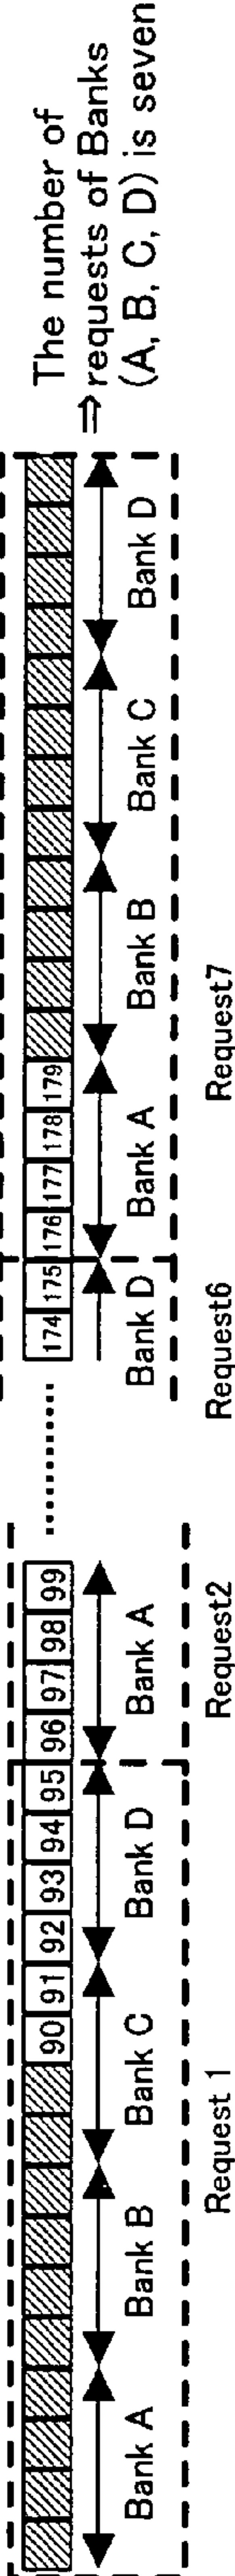 90 91 92 93 94 95 96 97 98 99 ........... 174 175 176 177 178 179
Bank A Bank B Bank C Bank D Bank A Bank D Bank A Bank B Bank C Bank D
Request 1 Request2 Request6 Request7
The number of
⇒requests of Banks
(A, B, C, D) is seven